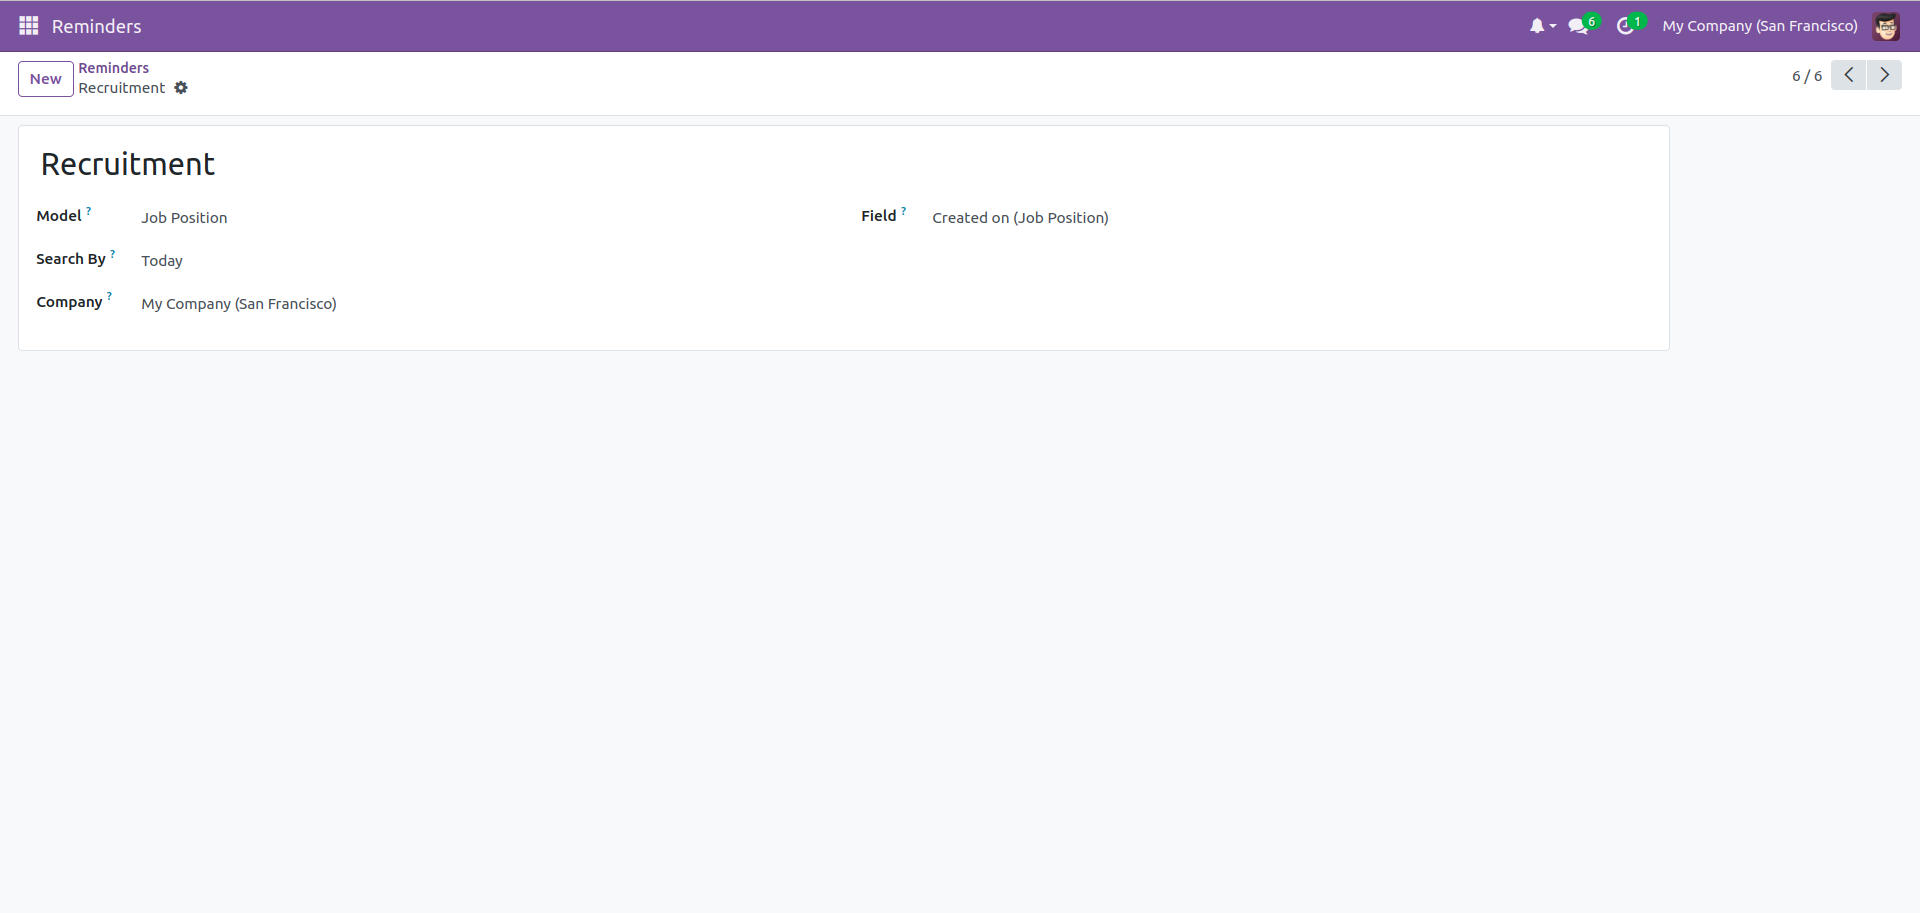 Reminders
6
1
My Company (San Francisco)
New
Reminders
Recruitment
6 / 6
Recruitment
Model ?
Job Position
Field ?
Created on (Job Position)
Search By ?
Today
Company ?
My Company (San Francisco)